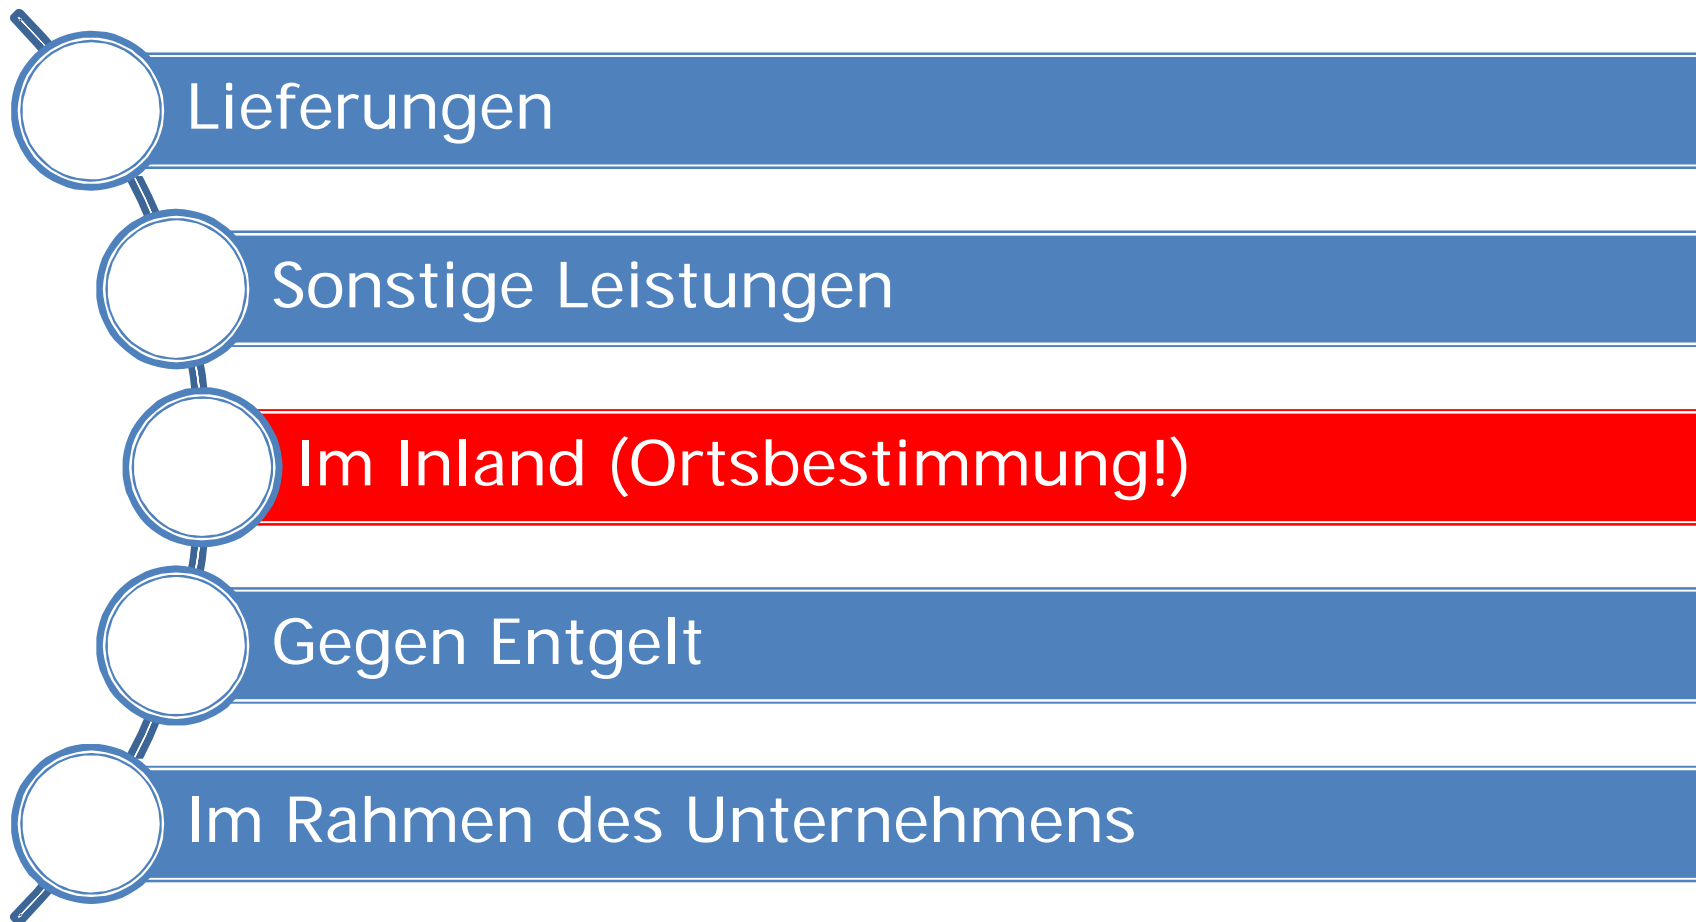 Lieferungen
Sonstige Leistungen
Im Inland (Ortsbestimmung!)
Gegen Entgelt
Im Rahmen des Unternehmens